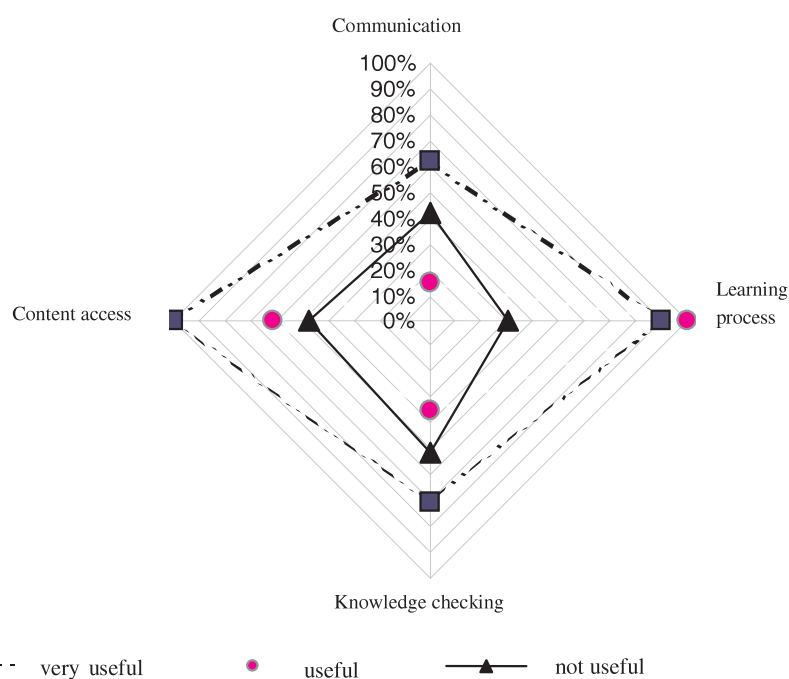 Communication
100%
90%
80%
70%
60%
50%
40%
30%
20%
10%
0%
Content access
Learning
process
Knowledge checking
very useful
useful
not useful